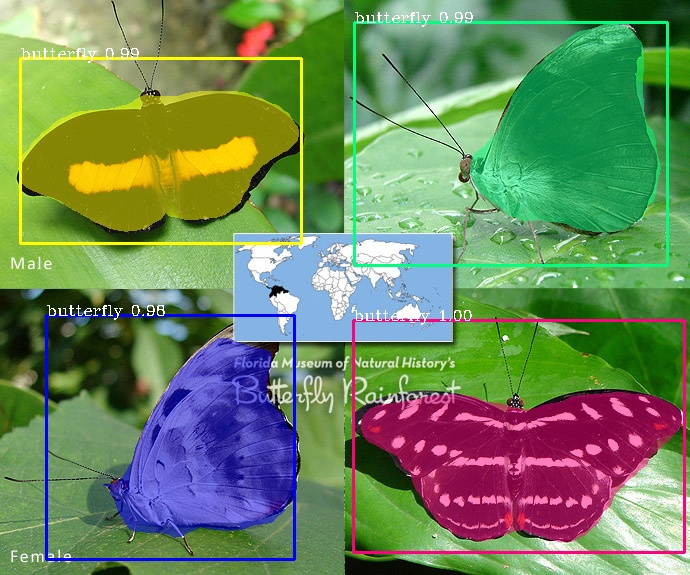 butterfly 0.99
butterfly 0.99
Male
butterfly 0.98
butterfly 1.00
Florida Museum of Natural History's
Butterfly Rainforest
Female